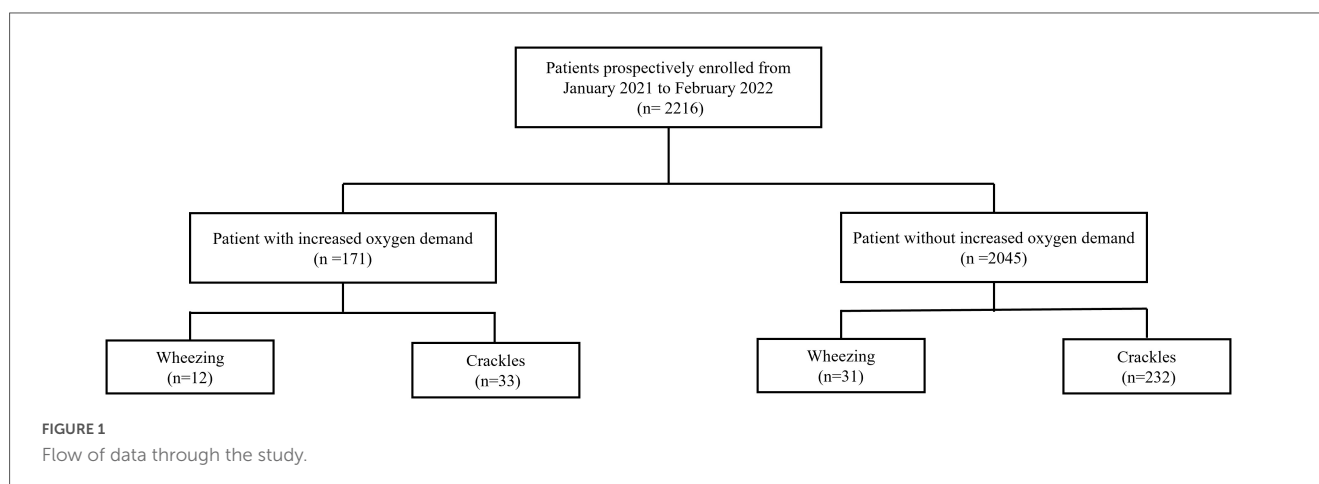 Patients prospectively enrolled from
January 2021 to February 2022
(n= 2216)
Patient with increased oxygen demand
(n =171)
Patient without increased oxygen demand
(n =2045)
Wheezing
(n=12)
Crackles
(n=33)
Wheezing
(n=31)
Crackles
(n=232)
FIGURE 1
Flow of data through the study.